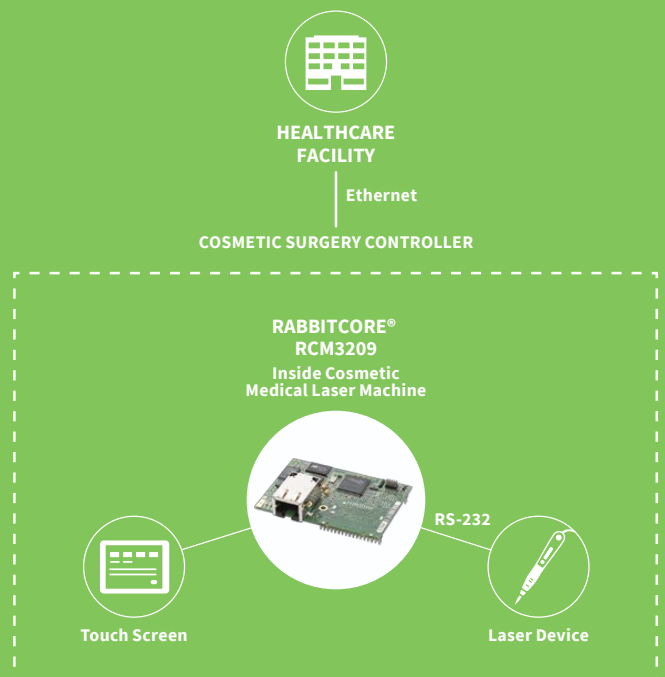 HEALTHCARE
FACILITY
Ethernet
COSMETIC SURGERY CONTROLLER
RABBITCORE®
RCM3209
Inside Cosmetic
Medical Laser Machine
RS-232
Touch Screen
Laser Device